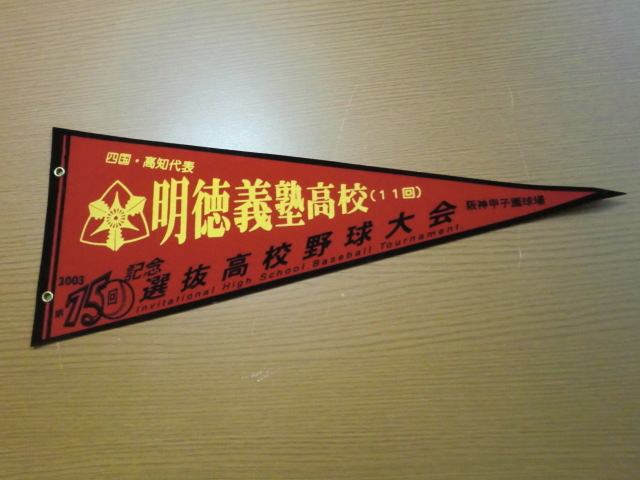 四国・高知代表
明徳義塾高校(11回)
阪神甲子園球場
2003
第75回
記念
選抜高校野球大会
Invitational High School Baseball Tournament.